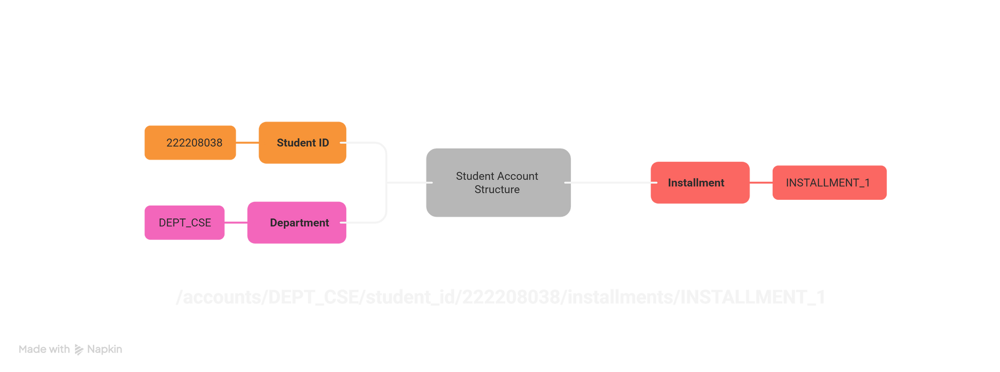 222208038
Student ID
DEPT_CSE
Department
Student Account
Structure
Installment
INSTALLMENT_1
/accounts/DEPT_CSE/student_id/222208038/installments/INSTALLMENT_1
Made with Napkin